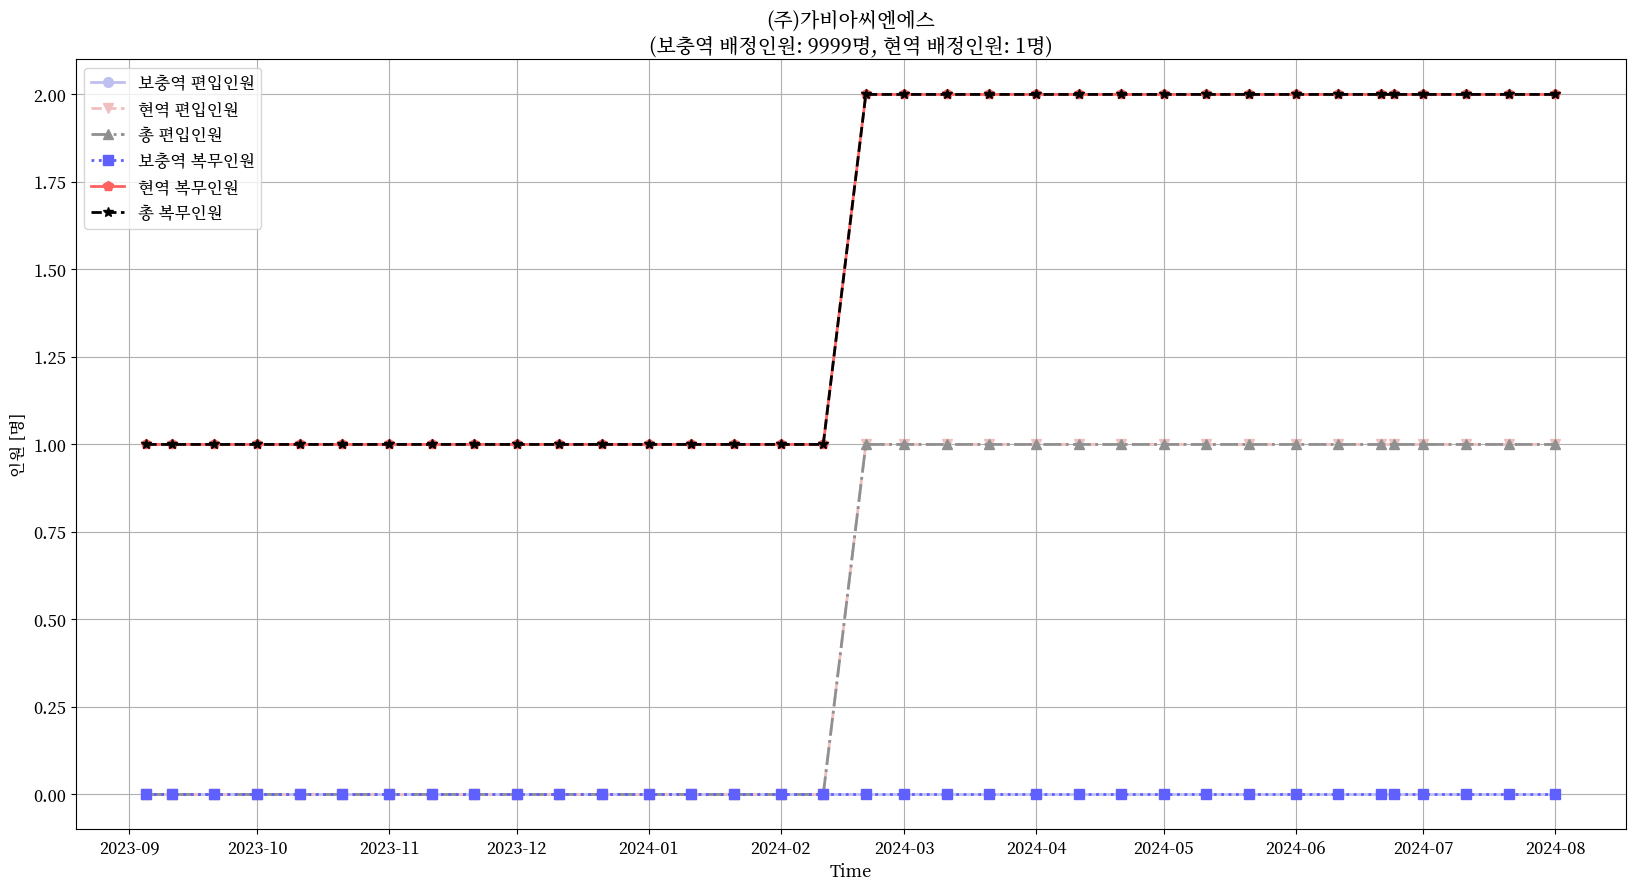 (주)가비아씨엔에스
(보충역 배정인원: 9999명, 현역 배정인원: 1명)
보충역 편입인원
현역 편입인원
총 편입인원
보충역 복무인원
현역 복무인원
총 복무인원
2.00
1.75
1.50
1.25
1.00
0.75
0.50
0.25
0.00
인원 [명]
2023-09 2023-10 2023-11 2023-12 2024-01 2024-02 2024-03 2024-04 2024-05 2024-06 2024-07 2024-08
Time